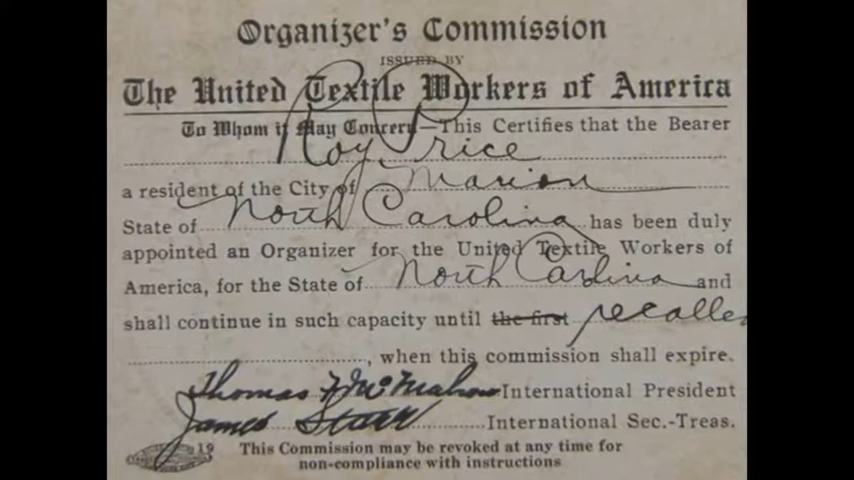 Organizer's Commission
ISSUED BY
The United Textile Workers of America
To Whom it May Concern—This Certifies that the Bearer
Roy Price
a resident of the City of Marion
State of North Carolina has been duly
appointed an Organizer for the United Textile Workers of
America, for the State of North Carolina and
shall continue in such capacity until the first recalled
, when this commission shall expire.
Thomas F McMahon International President
James Starr International Sec.-Treas.
19 This Commission may be revoked at any time for
non-compliance with instructions